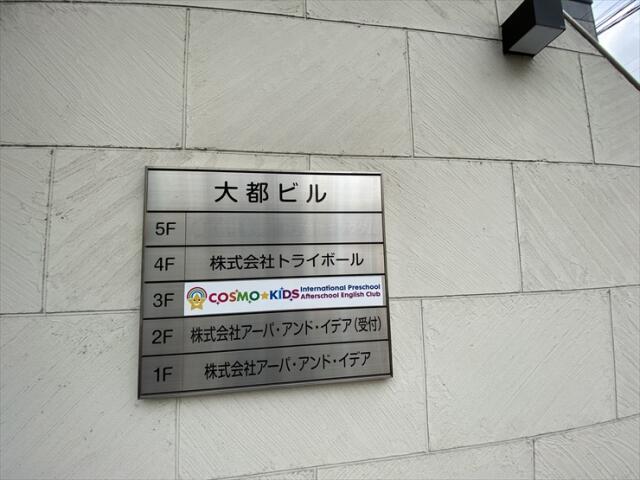 大都ビル
5F
4F 株式会社トライボール
3F COSMO★KIDS International Preschool
Afterschool English Club
2F 株式会社アーバ・アンド・イデア(受付)
1F 株式会社アーバ・アンド・イデア